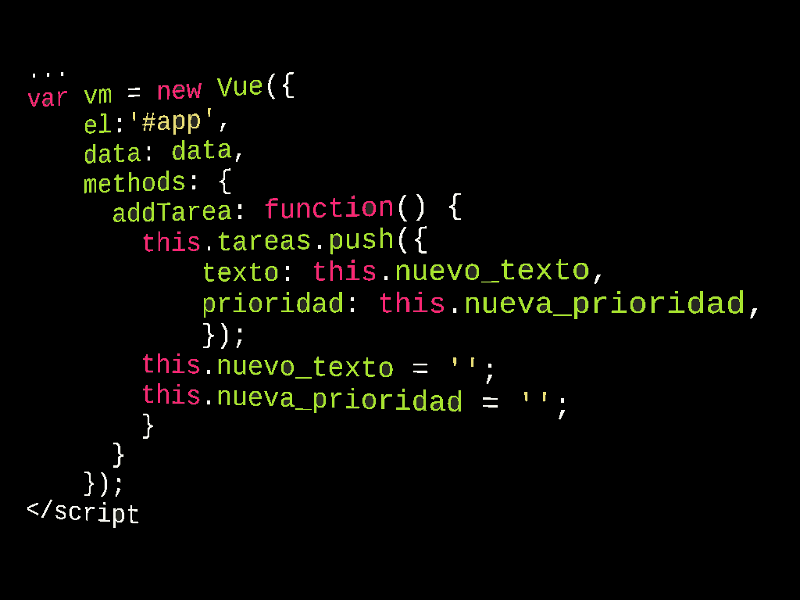 ...
var vm = new Vue({
    el:'#app',
    data: data,
    methods: {
      addTarea: function() {
        this.tareas.push({
            texto: this.nuevo_texto,
            prioridad: this.nueva_prioridad,
            });
        this.nuevo_texto = '';
        this.nueva_prioridad = '';
        }
      }
    });
</script